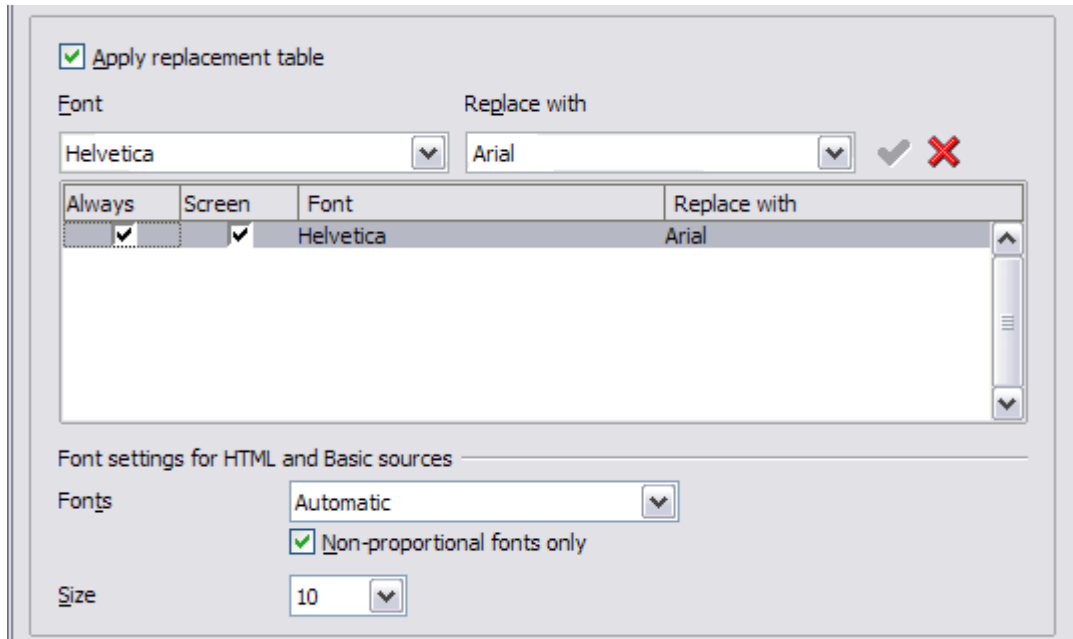 Apply replacement table
Font Replace with
Helvetica Arial
Always Screen Font Replace with
Helvetica Arial
Font settings for HTML and Basic sources
Fonts Automatic
Non-proportional fonts only
Size 10